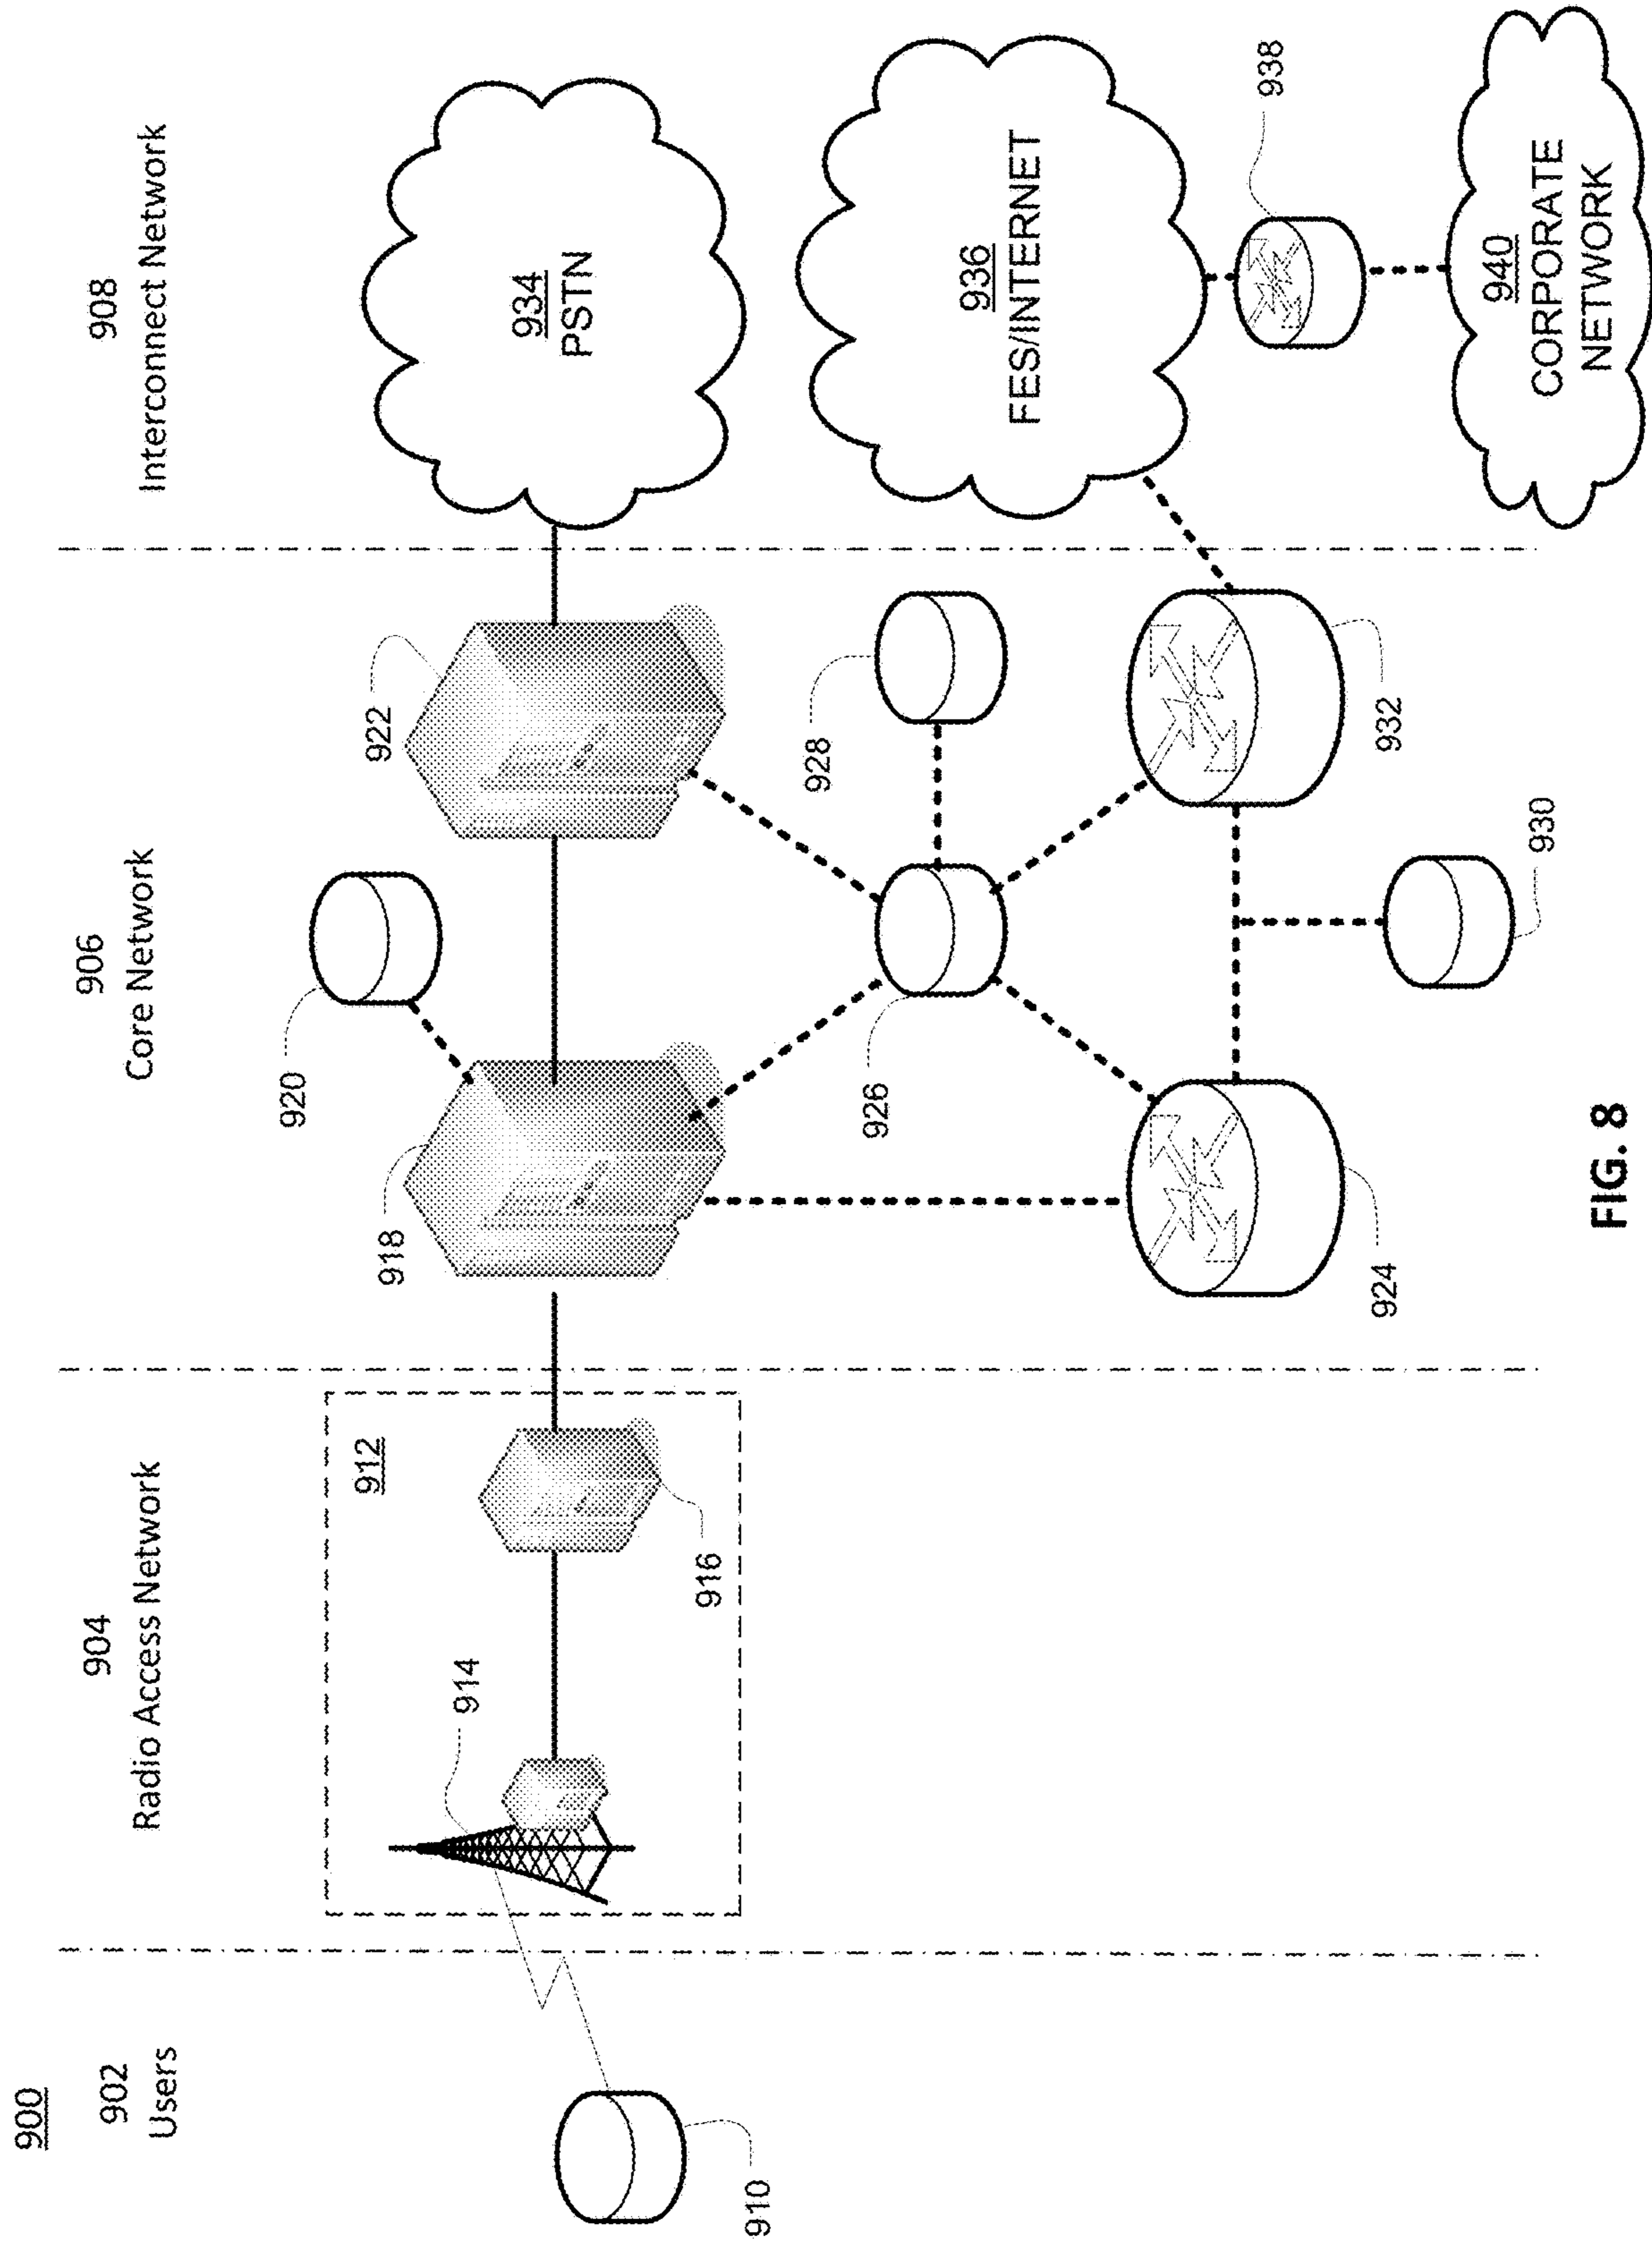 900
902
Users
904
Radio Access Network
906
Core Network
908
Interconnect Network
910
912
914
916
918
920
922
924
926
928
930
932
934
PSTN
936
FES/INTERNET
938
940
CORPORATE
NETWORK
FIG. 8